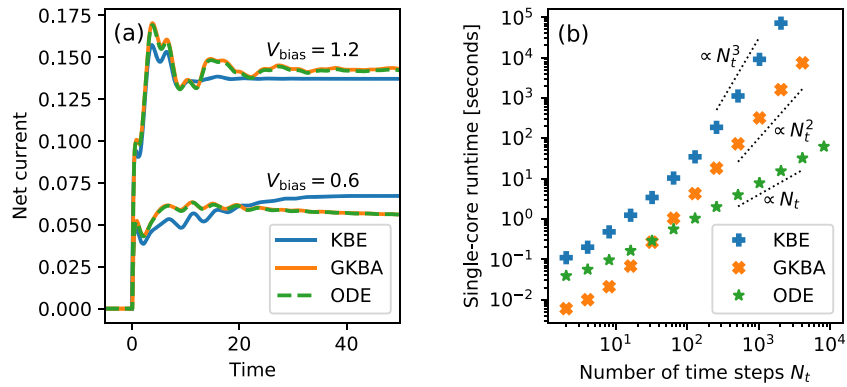 (a)
V_bias = 1.2
V_bias = 0.6
0.175
0.150
0.125
0.100
0.075
0.050
0.025
0.000
Net current
KBE
GKBA
ODE
0 20 40
Time
(b)
∝ N_t^3
∝ N_t^2
∝ N_t
10^5
10^4
10^3
10^2
10^1
10^0
10^−1
10^−2
Single-core runtime [seconds]
KBE
GKBA
ODE
10^1 10^2 10^3 10^4
Number of time steps N_t